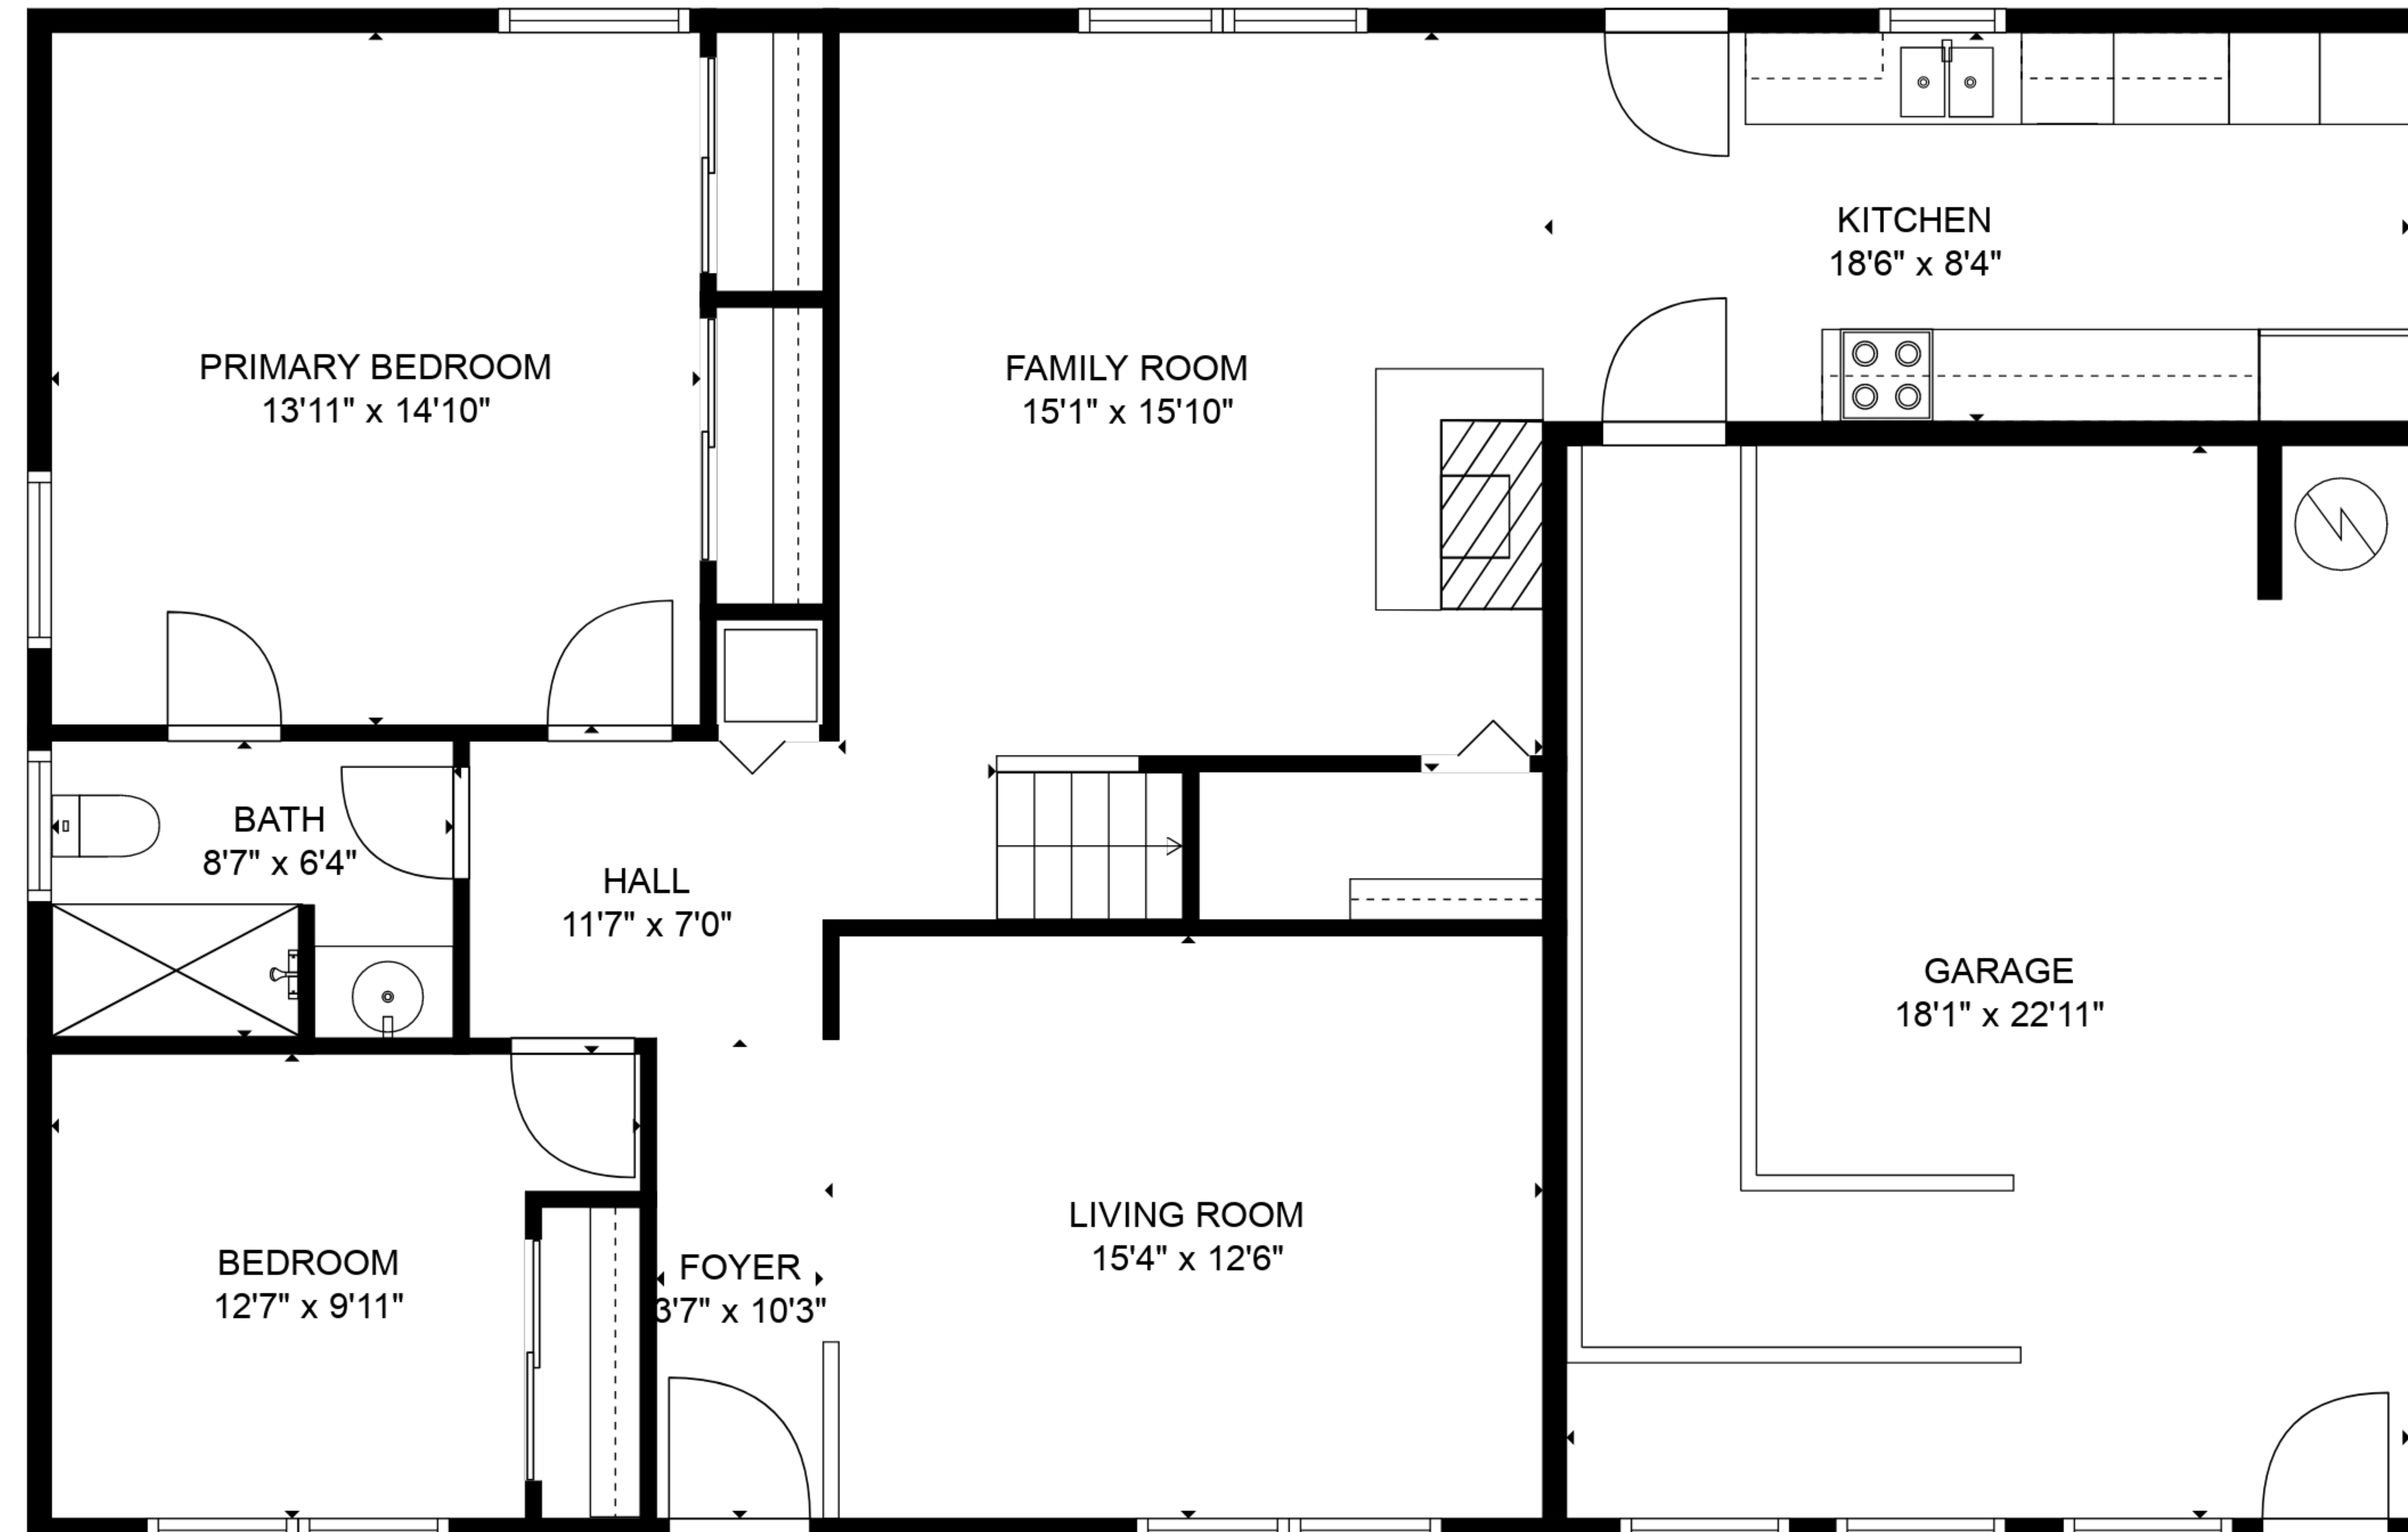 KITCHEN
18'6" x 8'4"
PRIMARY BEDROOM
13'11" x 14'10"
FAMILY ROOM
15'1" x 15'10"
BATH
8'7" x 6'4"
HALL
11'7" x 7'0"
GARAGE
18'1" x 22'11"
LIVING ROOM
15'4" x 12'6"
BEDROOM
12'7" x 9'11"
FOYER
3'7" x 10'3"